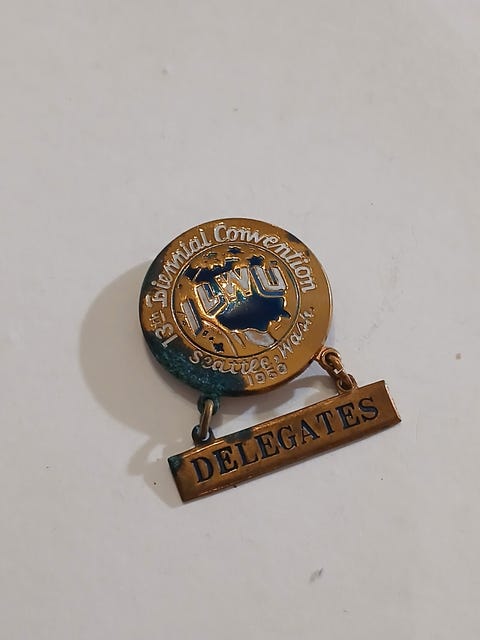 13th Biennial Convention
ILWU
Seattle, Wash.
1959
DELEGATES